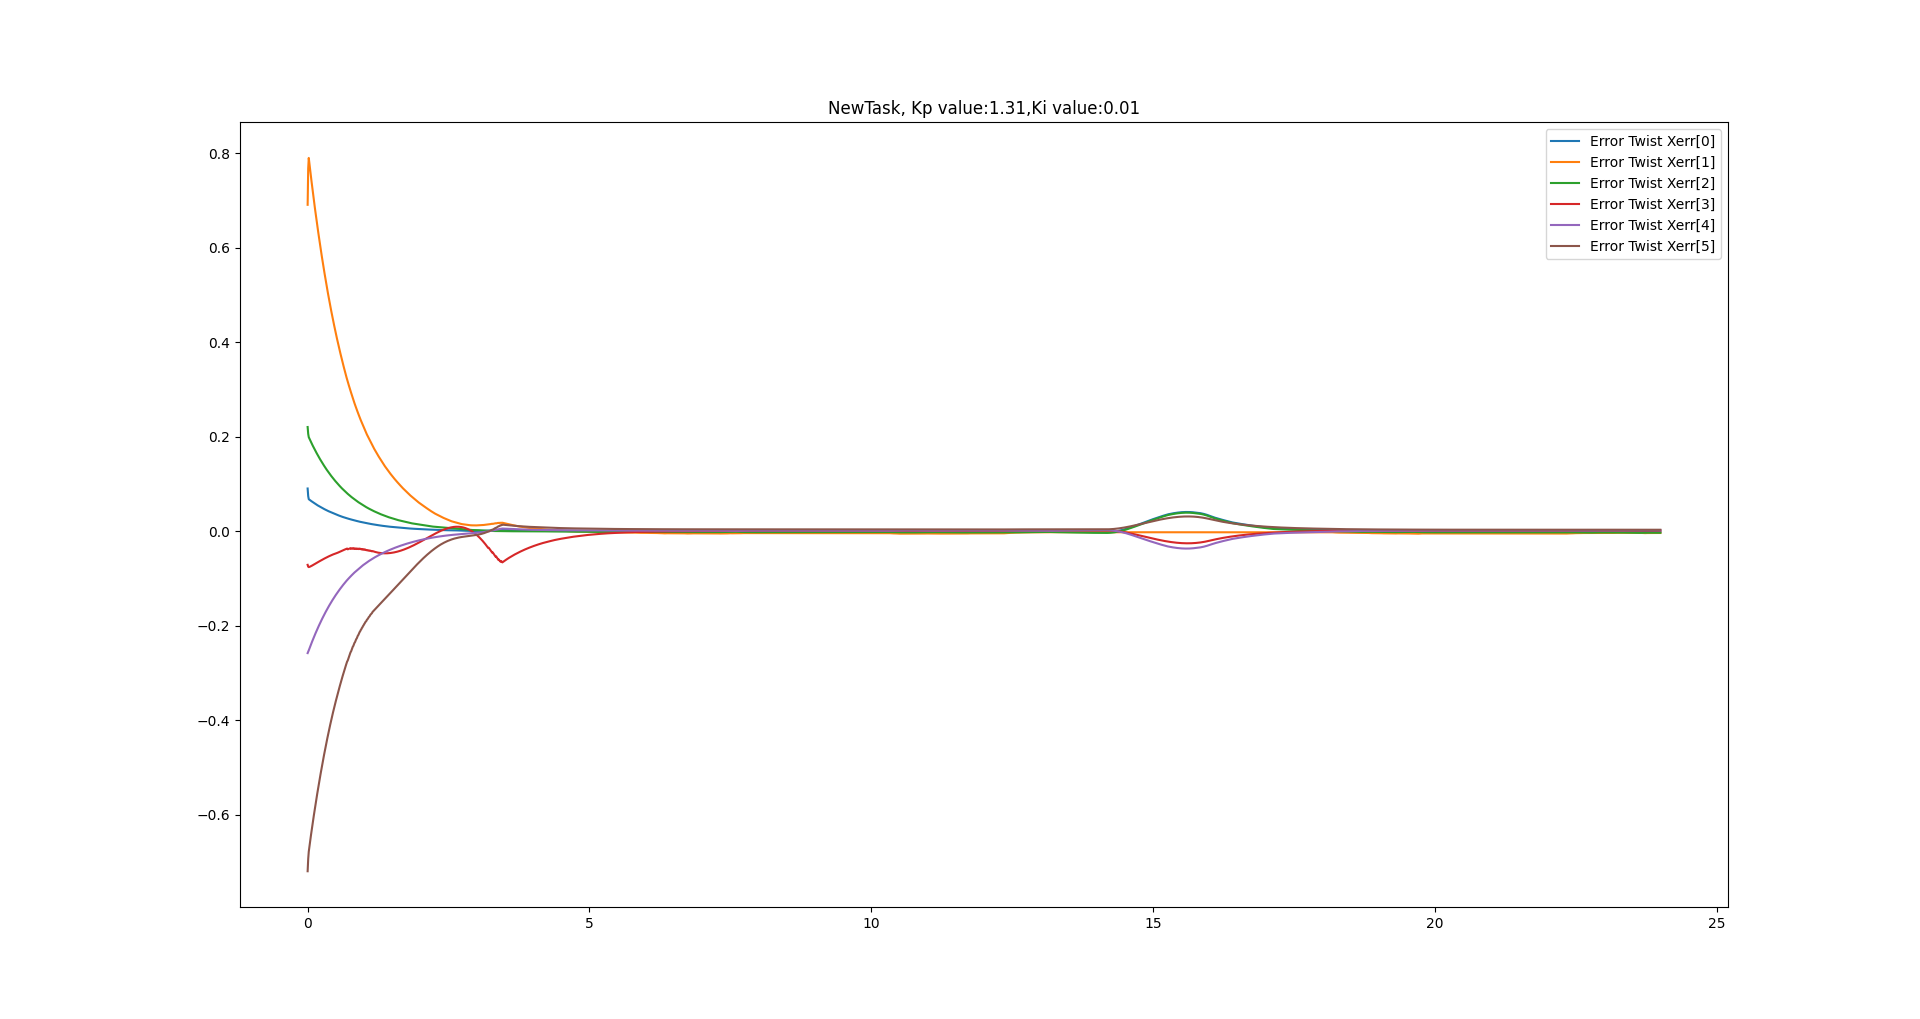 NewTask, Kp value:1.31,Ki value:0.01
Error Twist Xerr[0]
Error Twist Xerr[1]
Error Twist Xerr[2]
Error Twist Xerr[3]
Error Twist Xerr[4]
Error Twist Xerr[5]
0.8
0.6
0.4
0.2
0.0
−0.2
−0.4
−0.6
0 5 10 15 20 25